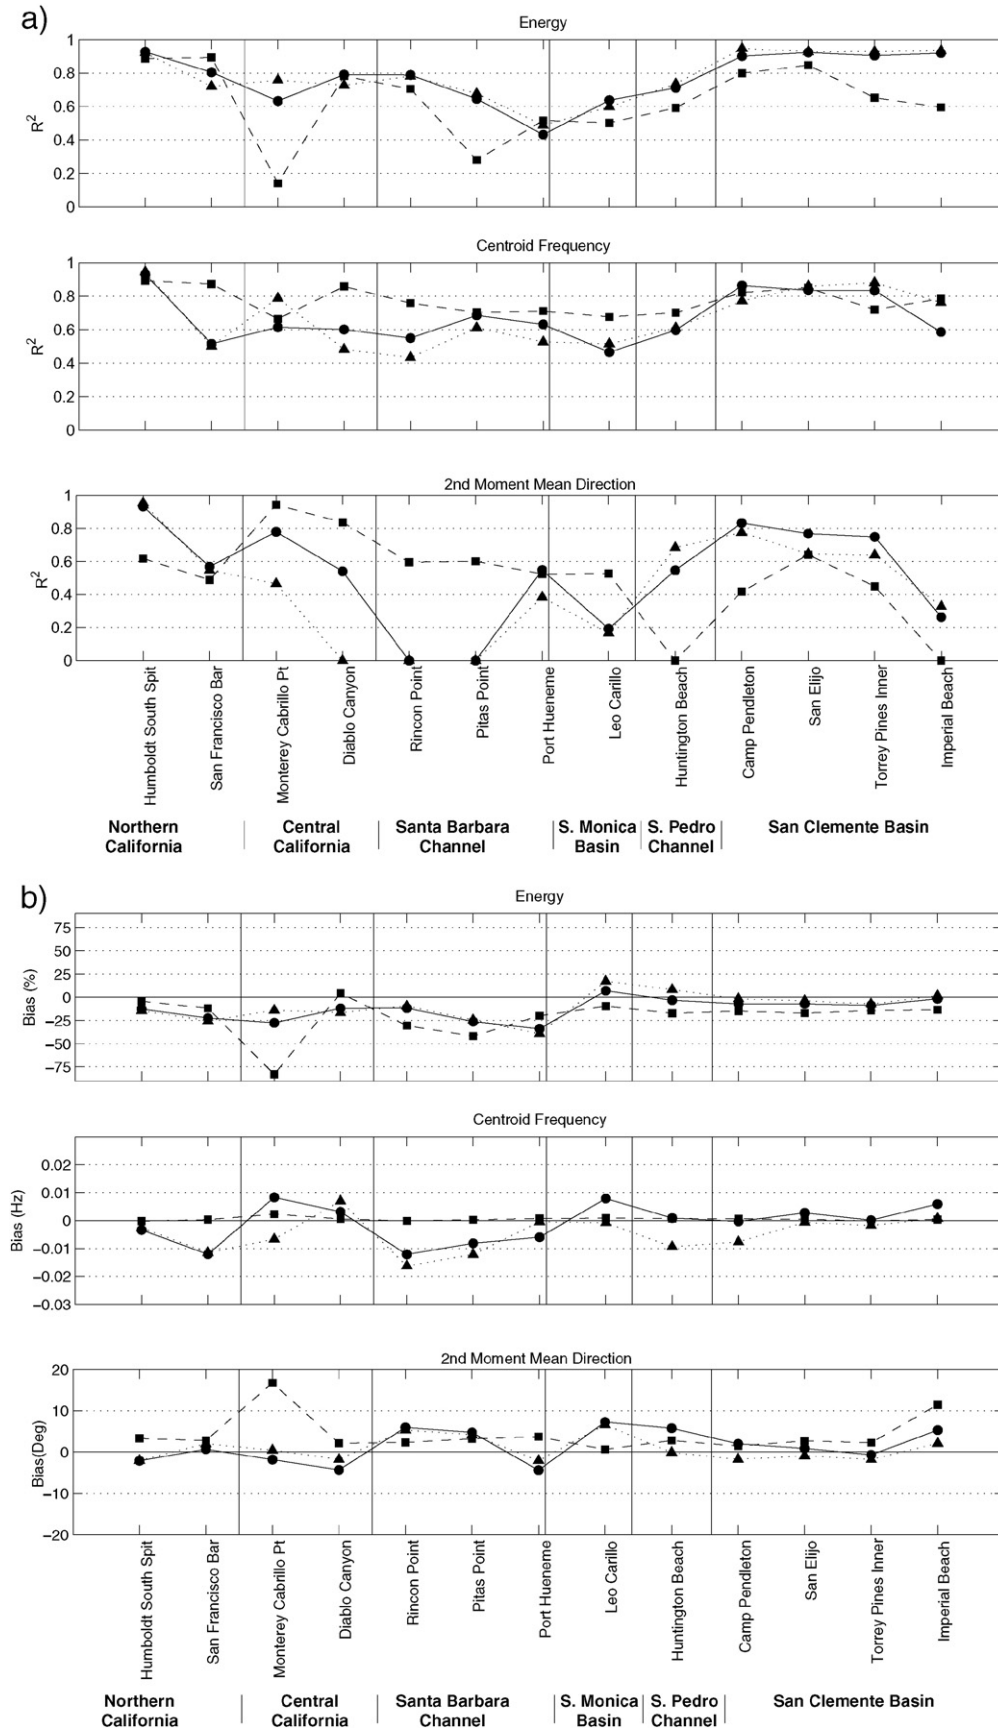 a)
Energy
1
0.8
0.6
0.4
0.2
0
R2
Centroid Frequency
1
0.8
0.6
0.4
0.2
0
R2
2nd Moment Mean Direction
1
0.8
0.6
0.4
0.2
0
R2
Humboldt South Spit
San Francisco Bar
Monterey Cabrillo Pt
Diablo Canyon
Rincon Point
Pitas Point
Port Hueneme
Leo Carillo
Huntington Beach
Camp Pendleton
San Elijo
Torrey Pines Inner
Imperial Beach
Northern California
Central California
Santa Barbara Channel
S. Monica Basin
S. Pedro Channel
San Clemente Basin
b)
Energy
75
50
25
0
−25
−50
−75
Bias (%)
Centroid Frequency
0.02
0.01
0
−0.01
−0.02
−0.03
Bias (Hz)
2nd Moment Mean Direction
20
10
0
−10
−20
Bias(Deg)
Humboldt South Spit
San Francisco Bar
Monterey Cabrillo Pt
Diablo Canyon
Rincon Point
Pitas Point
Port Hueneme
Leo Carillo
Huntington Beach
Camp Pendleton
San Elijo
Torrey Pines Inner
Imperial Beach
Northern California
Central California
Santa Barbara Channel
S. Monica Basin
S. Pedro Channel
San Clemente Basin